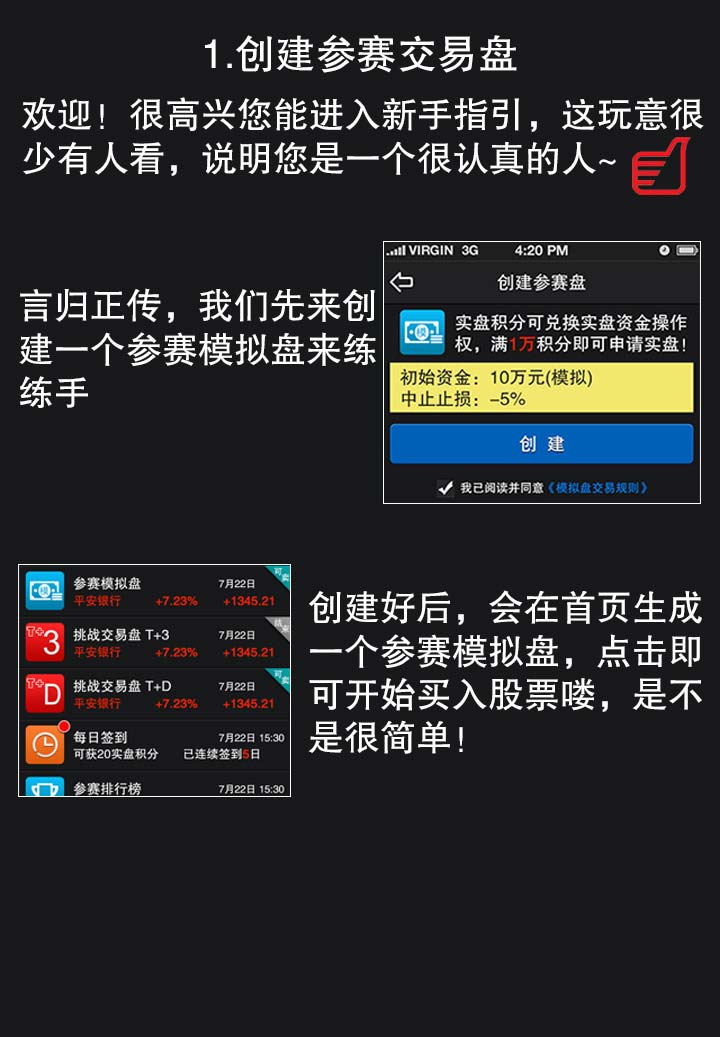 1.创建参赛交易盘
欢迎！很高兴您能进入新手指引，这玩意很
少有人看，说明您是一个很认真的人~
言归正传，我们先来创
建一个参赛模拟盘来练
练手
VIRGIN 3G 4:20 PM
创建参赛盘
模
实盘积分可兑换实盘资金操作
权，满1万积分即可申请实盘！
初始资金：10万元(模拟)
中止止损：-5%
创 建
我已阅读并同意《模拟盘交易规则》
模 参赛模拟盘 7月22日 可卖
平安银行 +7.23% +1345.21
T+3 挑战交易盘 T+3 7月22日 结束
平安银行 +7.23% +1345.21
T+D 挑战交易盘 T+D 7月22日 可卖
平安银行 +7.23% +1345.21
每日签到 7月22日 15:30
可获20实盘积分 已连续签到5日
参赛排行榜 7月22日 15:30
创建好后，会在首页生成
一个参赛模拟盘，点击即
可开始买入股票喽，是不
是很简单！